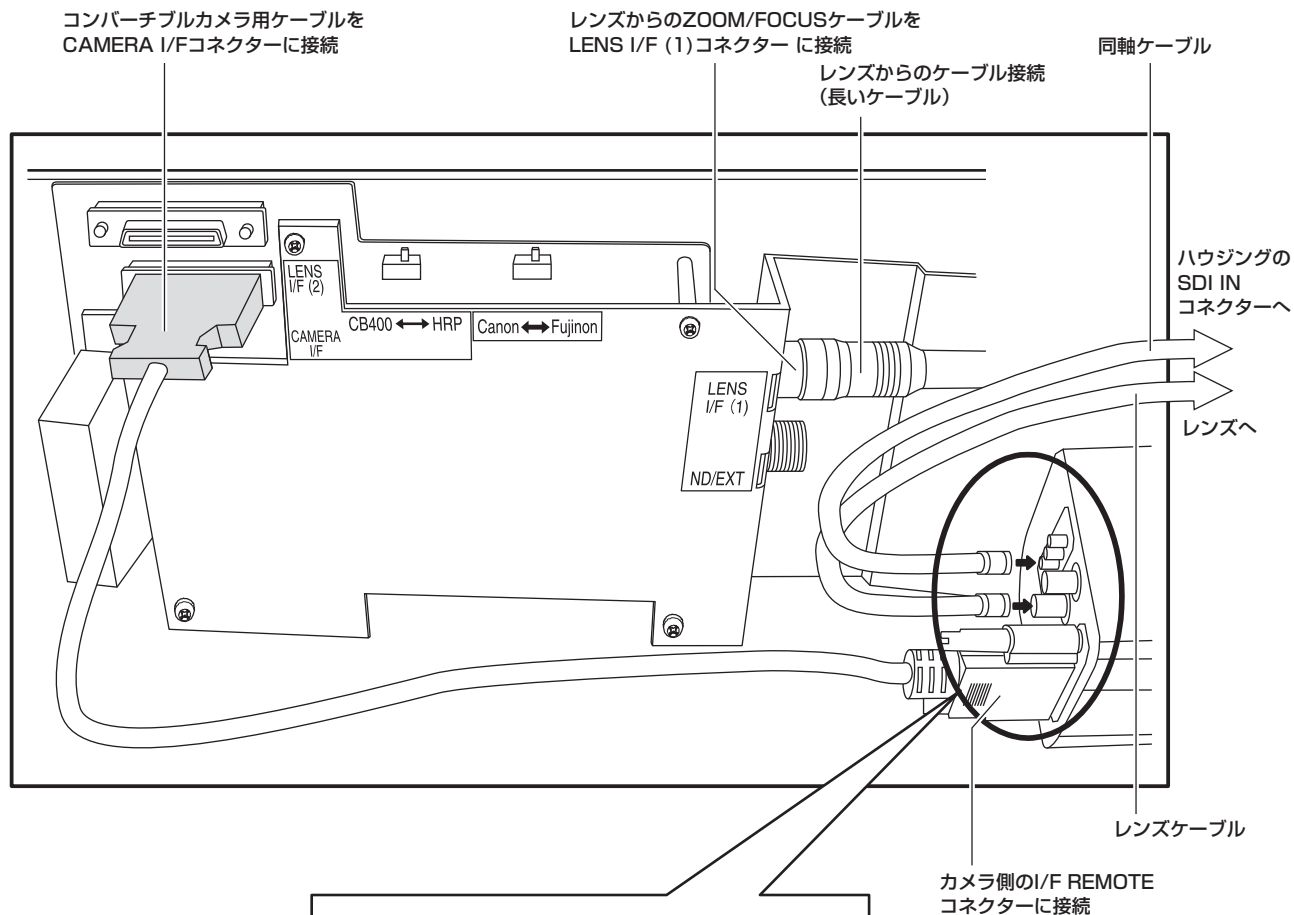 コンバーチブルカメラ用ケーブルを
CAMERA I/Fコネクターに接続
レンズからのZOOM/FOCUSケーブルを
LENS I/F (1)コネクター に接続
レンズからのケーブル接続
（長いケーブル）
同軸ケーブル
ハウジングの
SDI IN
コネクターへ
レンズへ
LENS
I/F (2)
CAMERA
I/F
CB400 ⟷ HRP
Canon ⟷ Fujinon
LENS
I/F (1)
ND/EXT
レンズケーブル
カメラ側のI/F REMOTE
コネクターに接続